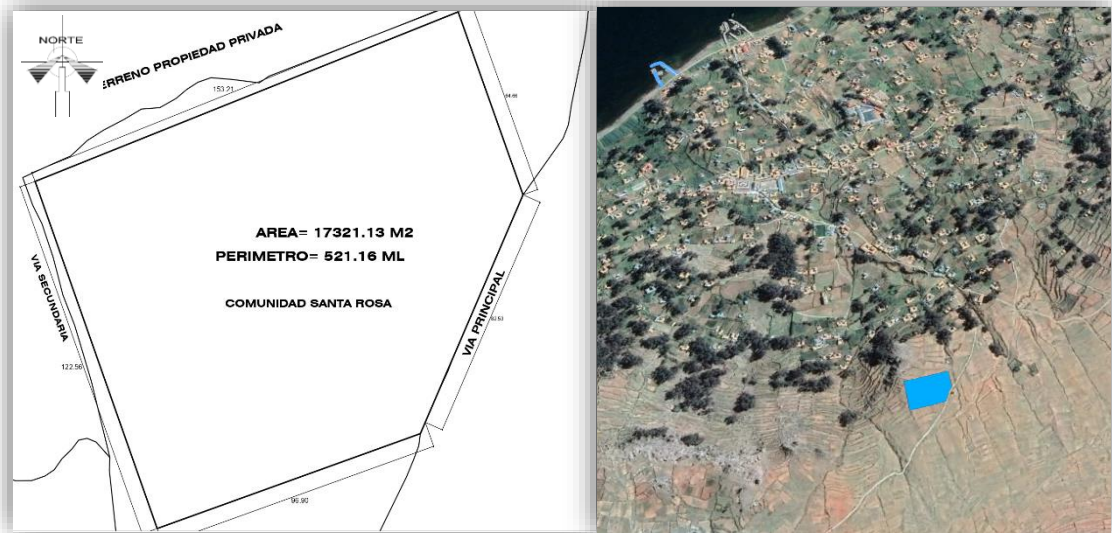 NORTE
ERRENO PROPIEDAD PRIVADA
153.21
AREA= 17321.13 M2
PERIMETRO= 521.16 ML
COMUNIDAD SANTA ROSA
VIA SECUNDARIA
VIA PRINCIPAL
122.56
96.90